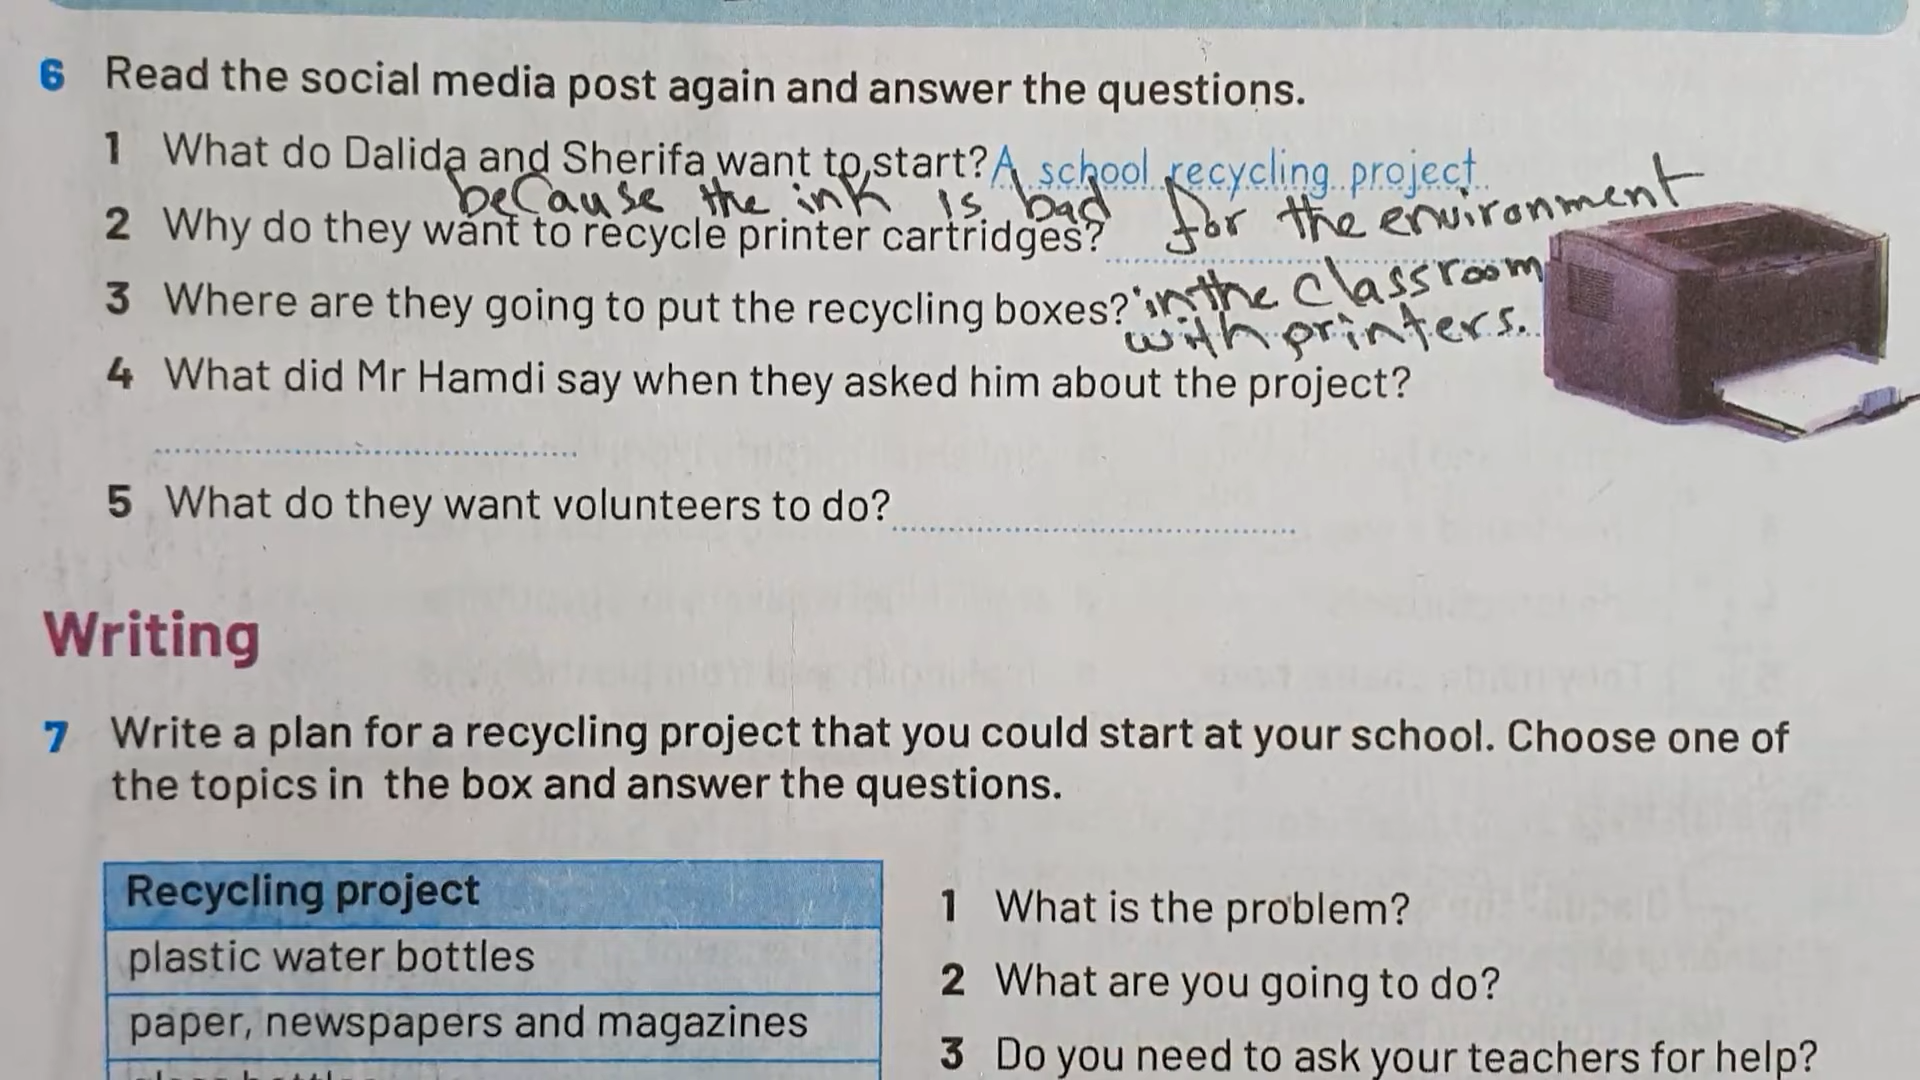 6 Read the social media post again and answer the questions.
1 What do Dalida and Sherifa want to start? A school recycling project
because the ink is bad for the environment
2 Why do they want to recycle printer cartridges?
3 Where are they going to put the recycling boxes? in the classroom
with printers.
4 What did Mr Hamdi say when they asked him about the project?
5 What do they want volunteers to do?
Writing
7 Write a plan for a recycling project that you could start at your school. Choose one of
the topics in the box and answer the questions.
Recycling project
plastic water bottles
paper, newspapers and magazines
1 What is the problem?
2 What are you going to do?
3 Do you need to ask your teachers for help?